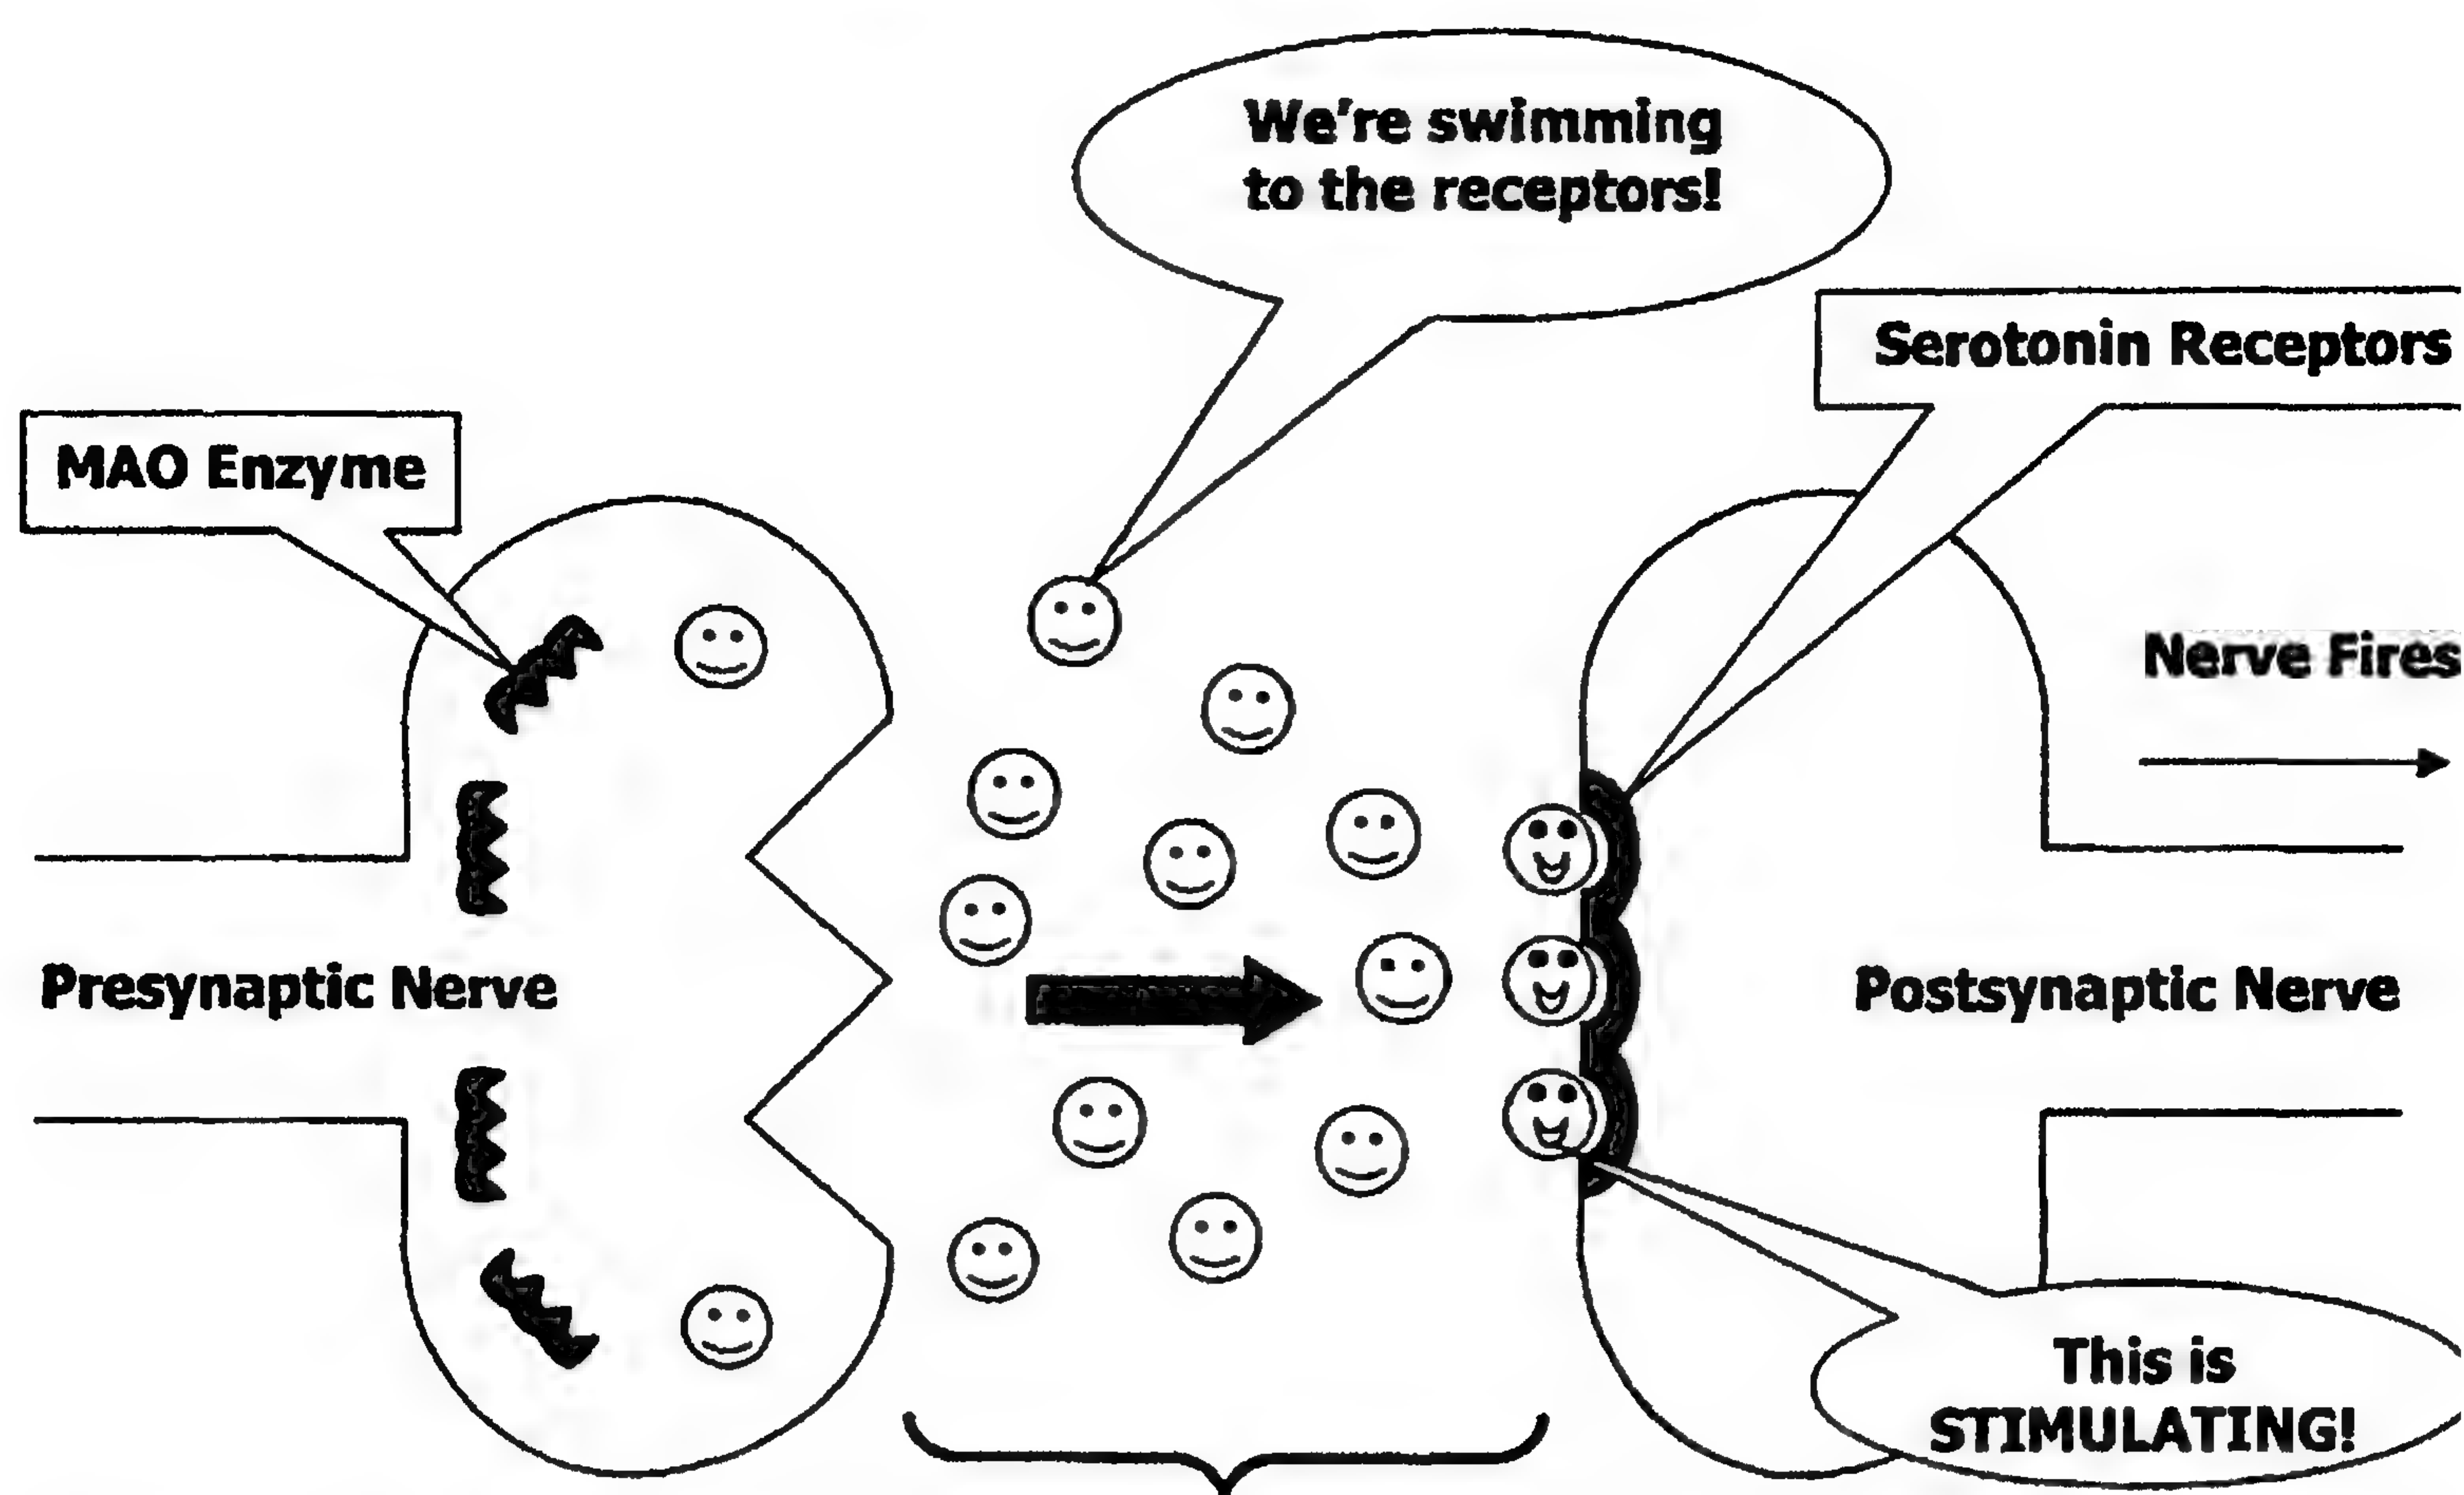 We're swimming
to the receptors!
Serotonin Receptors
MAO Enzyme
Nerve Fires
Presynaptic Nerve
Postsynaptic Nerve
This is
STIMULATING!